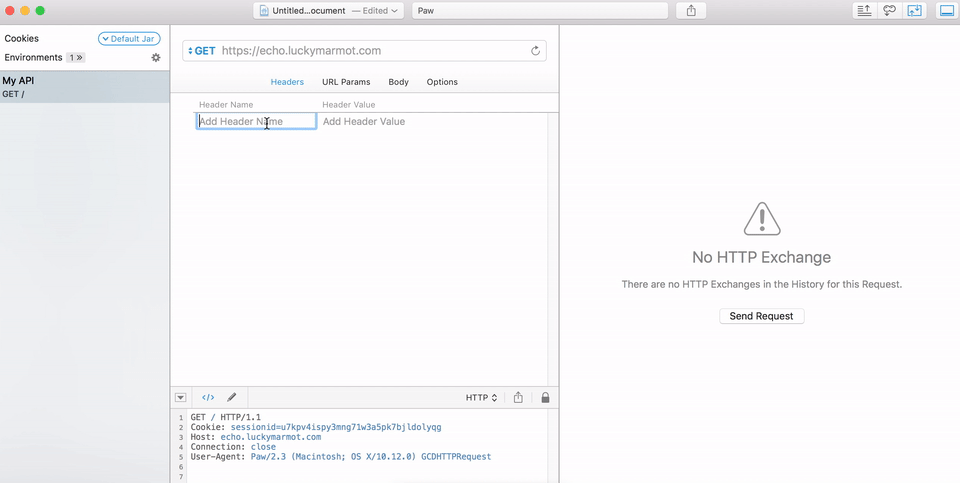 Untitled...ocument — Edited
Paw
Cookies
Default Jar
Environments 1
My API
GET /
GET https://echo.luckymarmot.com
Headers URL Params Body Options
Header Name Header Value
Add Header Name Add Header Value
No HTTP Exchange
There are no HTTP Exchanges in the History for this Request.
Send Request
</> HTTP
1 GET / HTTP/1.1
2 Cookie: sessionid=u7kpv4ispy3mng71w3a5pk7bjldolyqg
3 Host: echo.luckymarmot.com
4 Connection: close
5 User-Agent: Paw/2.3 (Macintosh; OS X/10.12.0) GCDHTTPRequest
6
7